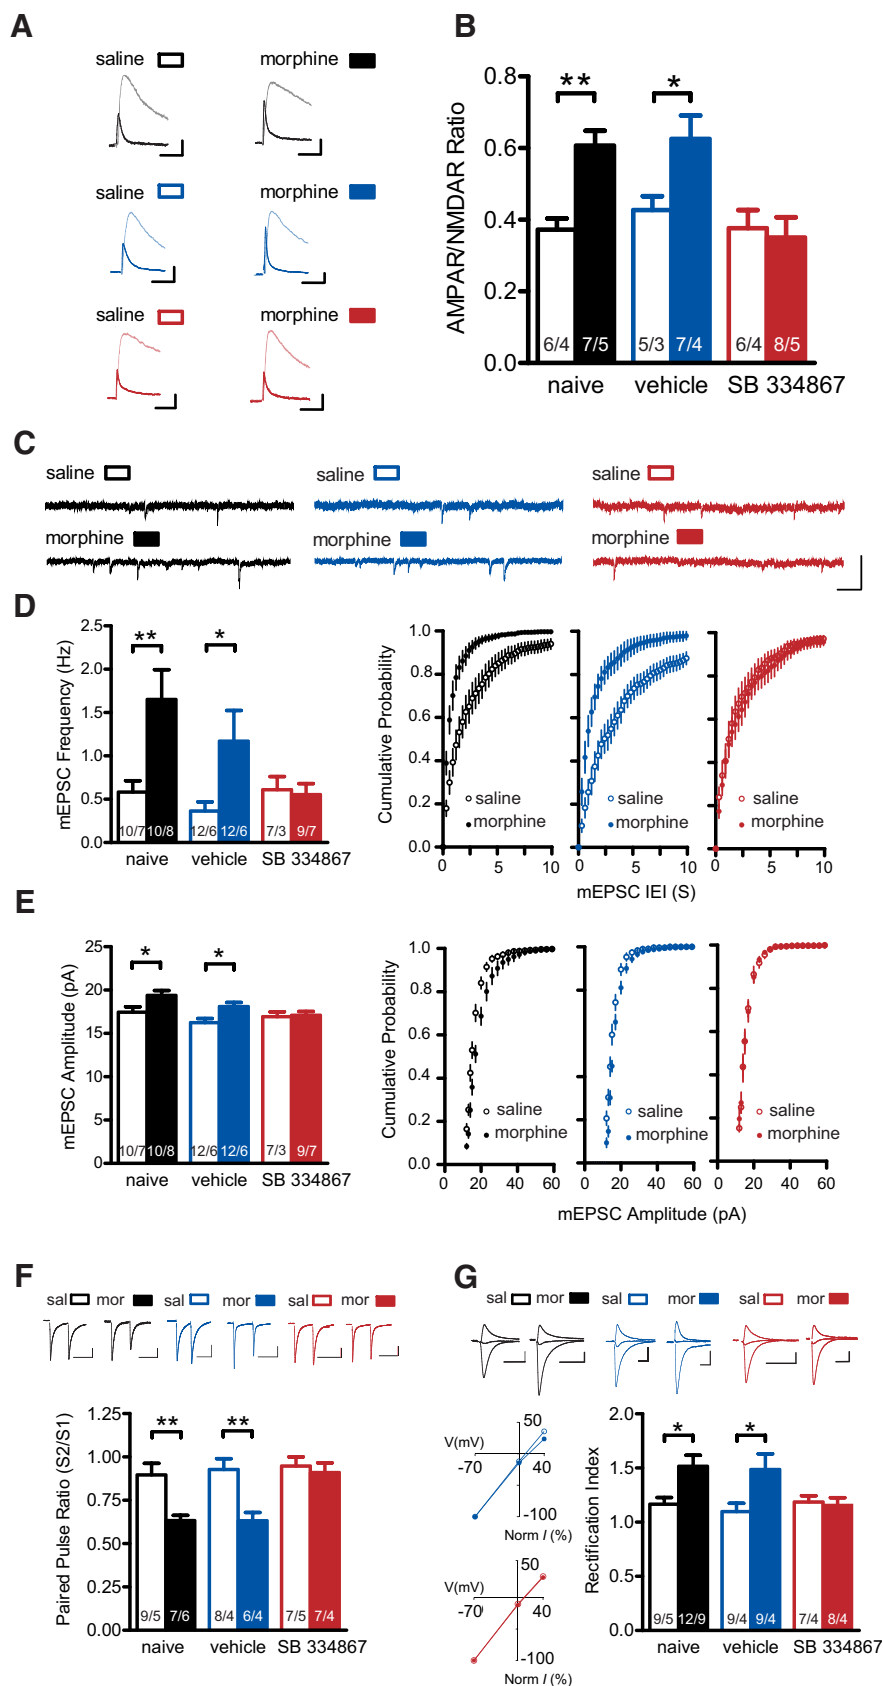 A
saline
morphine
saline
morphine
saline
morphine
B
AMPAR/NMDAR Ratio
0.8
0.6
0.4
0.2
0.0
**
*
6/4
7/5
5/3
7/4
6/4
8/5
naive
vehicle
SB 334867
C
saline
saline
saline
morphine
morphine
morphine
D
mEPSC Frequency (Hz)
2.5
2.0
1.5
1.0
0.5
0.0
**
*
10/7
10/8
12/6
12/6
7/3
9/7
naive
vehicle
SB 334867
Cumulative Probability
1.0
0.8
0.6
0.4
0.2
0.0
saline
morphine
saline
morphine
saline
morphine
0
5
10
0
5
10
0
5
10
mEPSC IEI (S)
E
mEPSC Amplitude (pA)
25
20
15
10
5
0
*
*
10/7
10/8
12/6
12/6
7/3
9/7
naive
vehicle
SB 334867
Cumulative Probability
1.0
0.8
0.6
0.4
0.2
0.0
saline
morphine
saline
morphine
saline
morphine
0
20
40
60
0
20
40
60
0
20
40
60
mEPSC Amplitude (pA)
F
sal
mor
sal
mor
sal
mor
Paired Pulse Ratio (S2/S1)
1.25
1.00
0.75
0.50
0.25
0.00
**
**
9/5
7/6
8/4
6/4
7/5
7/4
naive
vehicle
SB 334867
G
sal
mor
sal
mor
sal
mor
50
V(mV)
-70
40
-100
Norm I (%)
50
V(mV)
-70
40
-100
Norm I (%)
Rectification Index
2.0
1.5
1.0
0.5
0.0
*
*
9/5
12/9
9/4
9/4
7/4
8/4
naive
vehicle
SB 334867